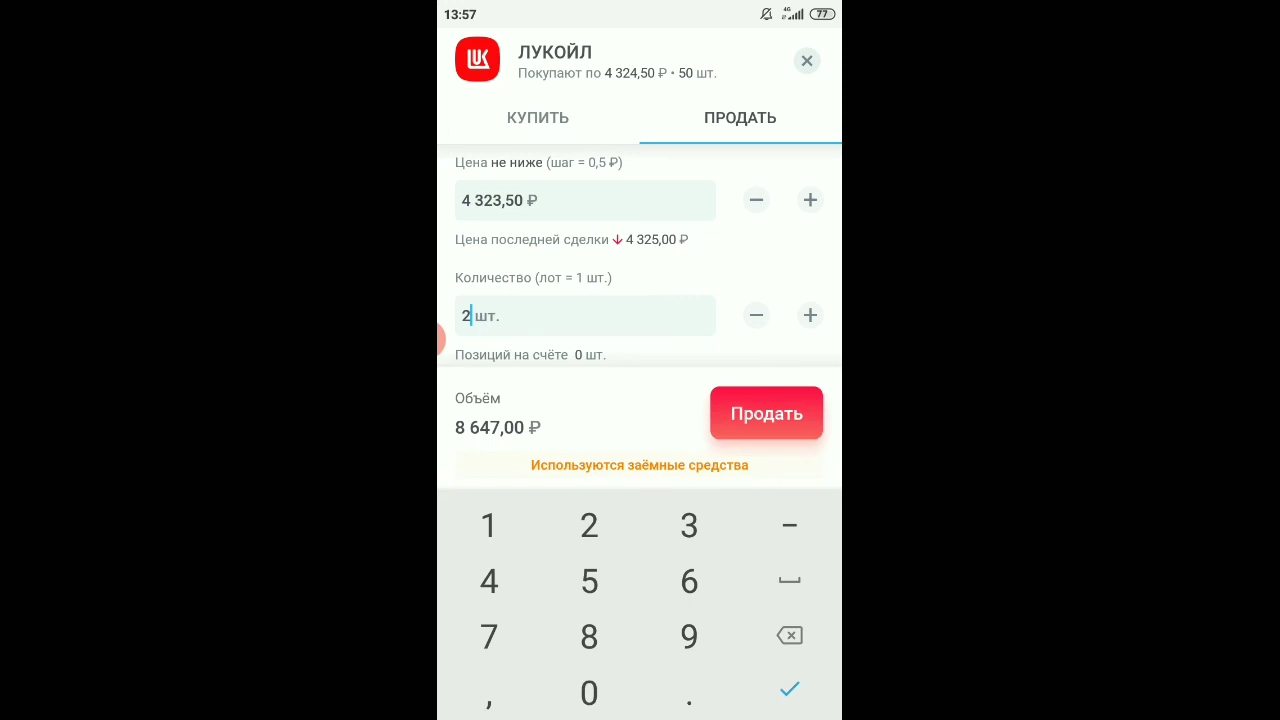 13:57
4G
77
LUK
ЛУКОЙЛ
Покупают по 4 324,50 ₽ • 50 шт.
КУПИТЬ
ПРОДАТЬ
Цена не ниже (шаг = 0,5 ₽)
4 323,50 ₽
Цена последней сделки ↓ 4 325,00 ₽
Количество (лот = 1 шт.)
2 шт.
Позиций на счёте 0 шт.
Объём
8 647,00 ₽
Продать
Используются заёмные средства
1 2 3 −
4 5 6
7 8 9
, 0 .